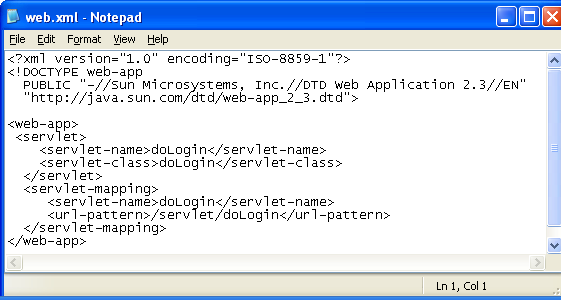 web.xml - Notepad
File Edit Format View Help
<?xml version="1.0" encoding="ISO-8859-1"?>
<!DOCTYPE web-app
  PUBLIC "-//Sun Microsystems, Inc.//DTD Web Application 2.3//EN"
  "http://java.sun.com/dtd/web-app_2_3.dtd">

<web-app>
 <servlet>
    <servlet-name>doLogin</servlet-name>
    <servlet-class>doLogin</servlet-class>
  </servlet>
  <servlet-mapping>
     <servlet-name>doLogin</servlet-name>
     <url-pattern>/servlet/doLogin</url-pattern>
  </servlet-mapping>
</web-app>
Ln 1, Col 1